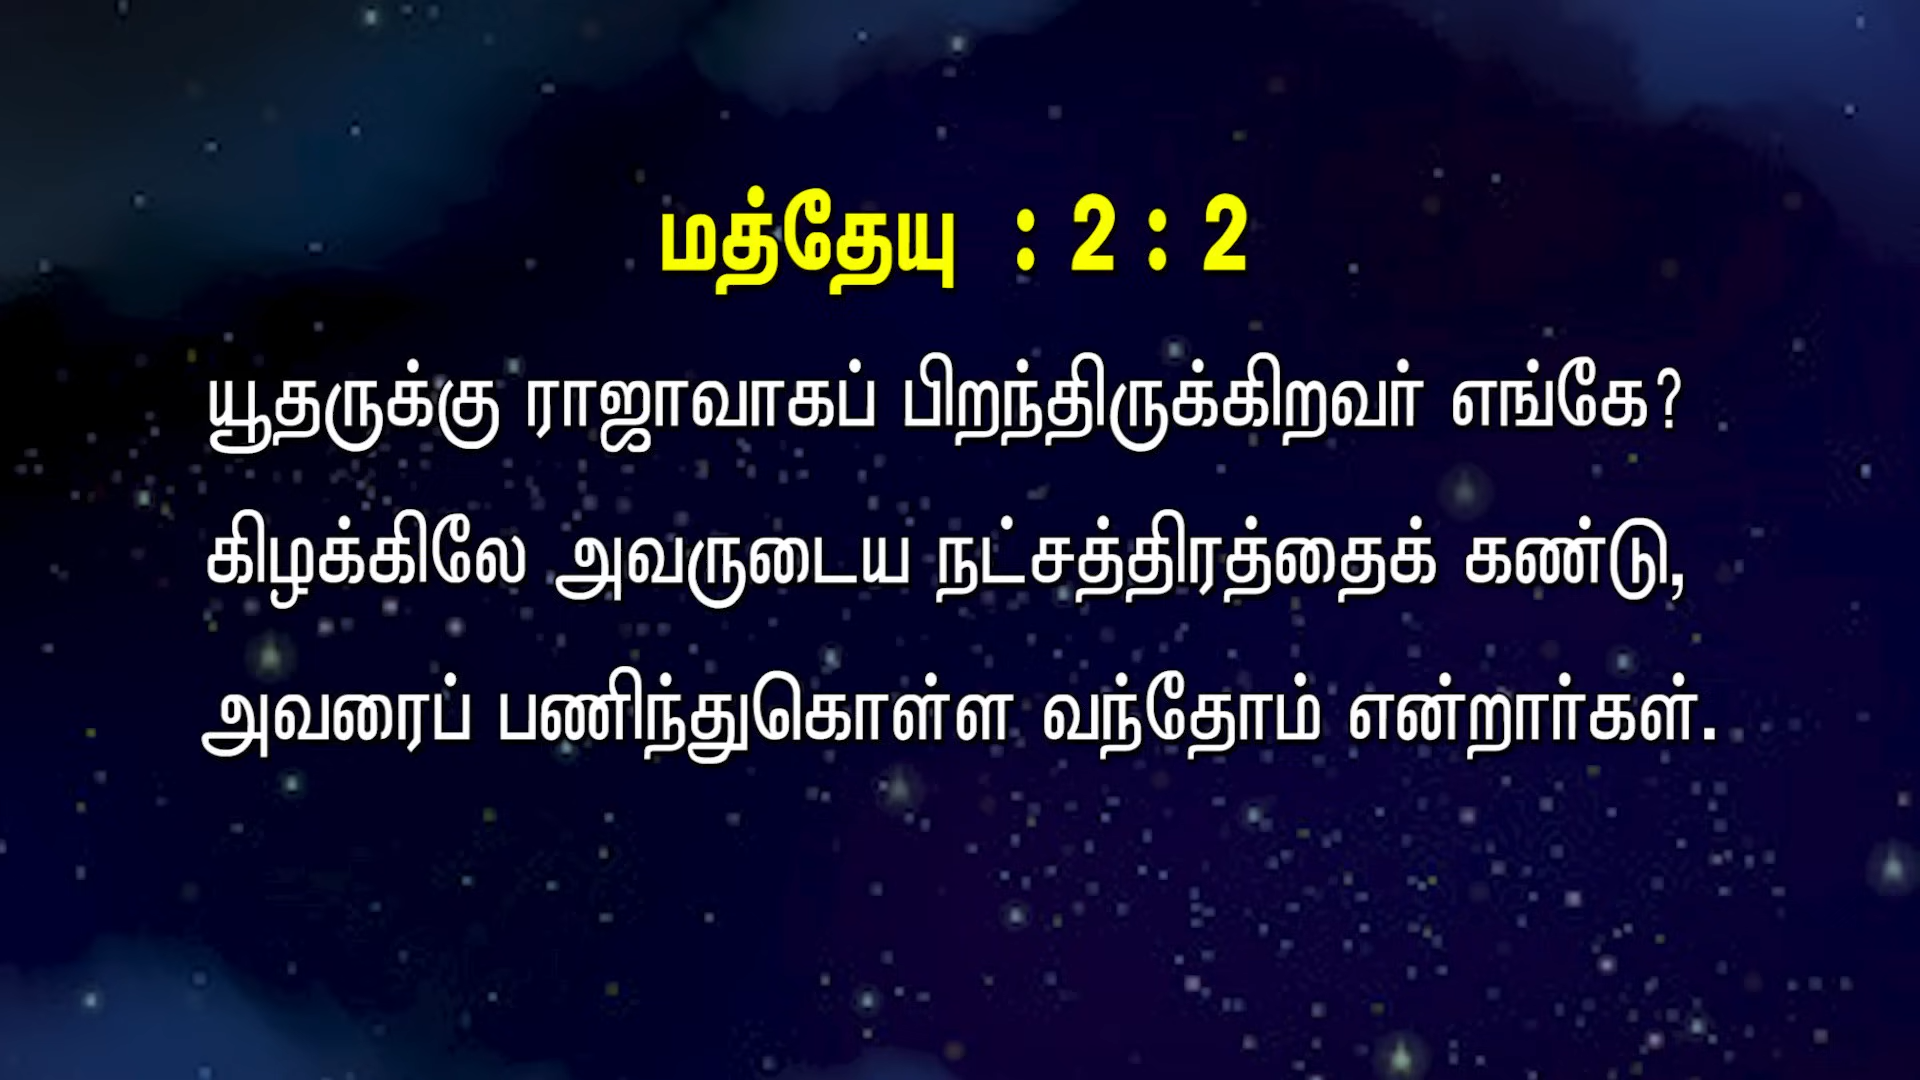 மத்தேயு : 2 : 2
யூதருக்கு ராஜாவாகப் பிறந்திருக்கிறவர் எங்கே?
கிழக்கிலே அவருடைய நட்சத்திரத்தைக் கண்டு,
அவரைப் பணிந்துகொள்ள வந்தோம் என்றார்கள்.